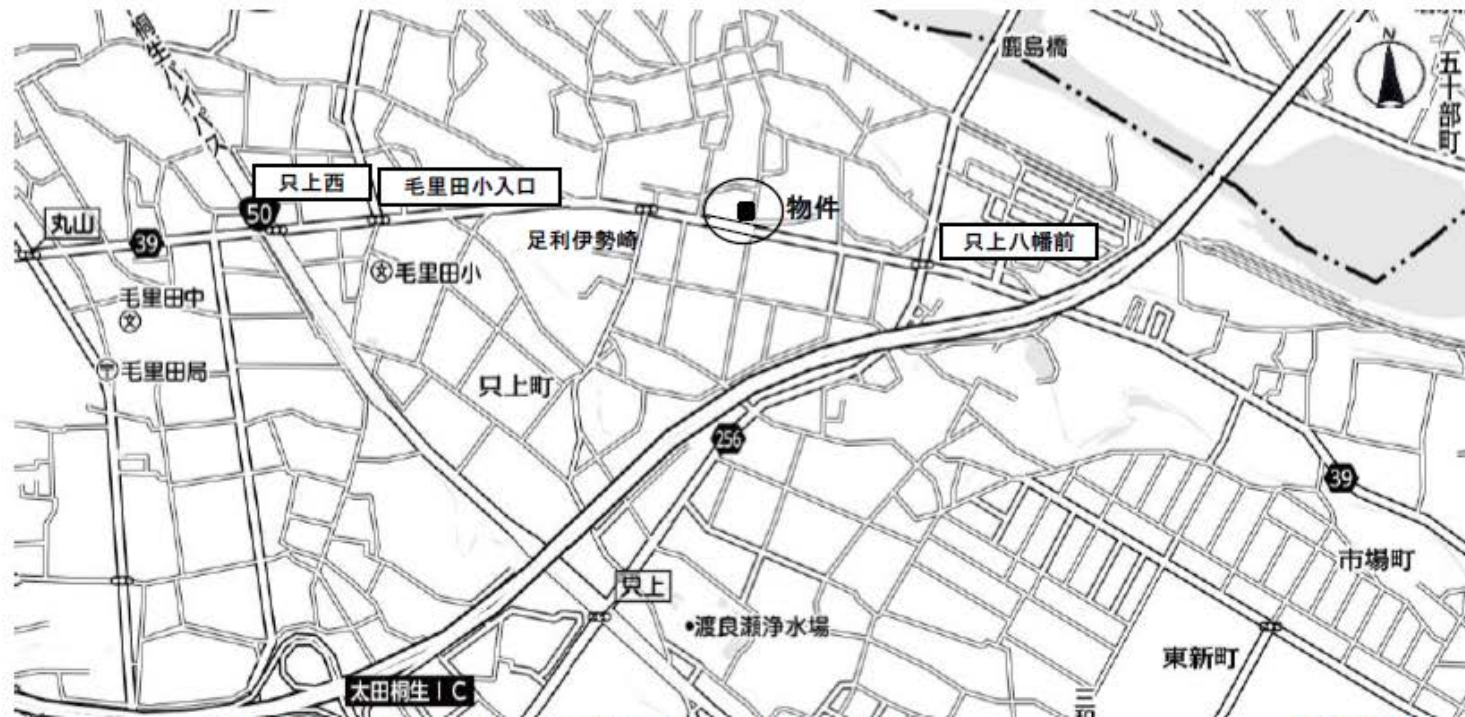 桐生バイパス
鹿島橋
N
五十部町
只上西
毛里田小入口
物件
50
丸山
39
足利伊勢崎
只上八幡前
毛里田小
文
毛里田中
文
〒
毛里田局
只上町
256
39
市場町
只上
•渡良瀬浄水場
東新町
太田桐生IC